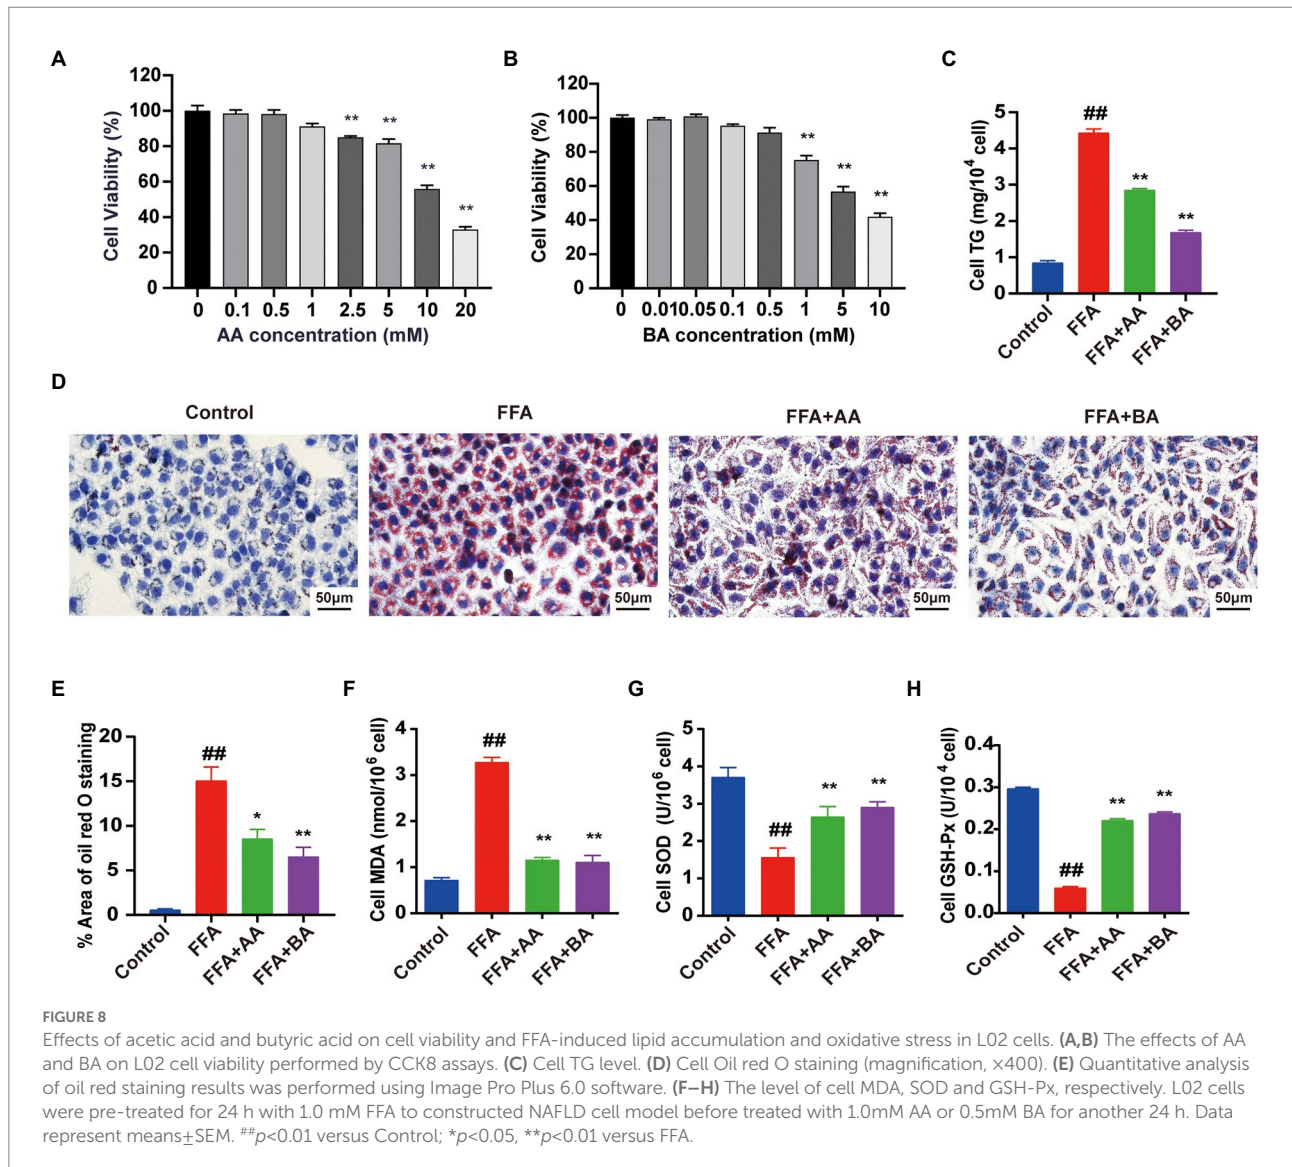 A
120
100
80
60
40
20
0
Cell Viability (%)
**
**
**
**
0 0.1 0.5 1 2.5 5 10 20
AA concentration (mM)
B
120
100
80
60
40
20
0
Cell Viability (%)
**
**
**
0 0.01 0.05 0.1 0.5 1 5 10
BA concentration (mM)
C
5
4
3
2
1
0
Cell TG (mg/10⁴ cell)
##
**
**
Control
FFA
FFA+AA
FFA+BA
D
Control
FFA
FFA+AA
FFA+BA
50μm
50μm
50μm
50μm
E
20
15
10
5
0
% Area of oil red O staining
##
*
**
Control
FFA
FFA+AA
FFA+BA
F
4
3
2
1
0
Cell MDA (nmol/10⁶ cell)
##
**
**
Control
FFA
FFA+AA
FFA+BA
G
5
4
3
2
1
0
Cell SOD (U/10⁶ cell)
##
**
**
Control
FFA
FFA+AA
FFA+BA
H
0.4
0.3
0.2
0.1
0.0
Cell GSH-Px (U/10⁻⁴ cell)
##
**
**
Control
FFA
FFA+AA
FFA+BA
FIGURE 8
Effects of acetic acid and butyric acid on cell viability and FFA-induced lipid accumulation and oxidative stress in L02 cells. (A,B) The effects of AA
and BA on L02 cell viability performed by CCK8 assays. (C) Cell TG level. (D) Cell Oil red O staining (magnification, ×400). (E) Quantitative analysis
of oil red staining results was performed using Image Pro Plus 6.0 software. (F–H) The level of cell MDA, SOD and GSH-Px, respectively. L02 cells
were pre-treated for 24 h with 1.0 mM FFA to constructed NAFLD cell model before treated with 1.0mM AA or 0.5mM BA for another 24 h. Data
represent means±SEM. ##p<0.01 versus Control; *p<0.05, **p<0.01 versus FFA.